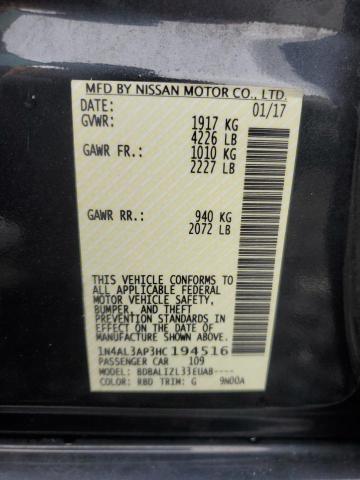 MFD BY NISSAN MOTOR CO., LTD.
DATE: 01/17
GVWR: 1917 KG
4226 LB
GAWR FR.: 1010 KG
2227 LB
GAWR RR.: 940 KG
2072 LB
THIS VEHICLE CONFORMS TO
ALL APPLICABLE FEDERAL
MOTOR VEHICLE SAFETY,
BUMPER, AND THEFT
PREVENTION STANDARDS
IN EFFECT ON THE DATE OF
MANUFACTURE SHOWN ABOVE.
1N4AL3AP3HC194516
PASSENGER CAR 109
MODEL: BDBALIZL33EUA8----
COLOR: RBD TRIM: G 9N00A